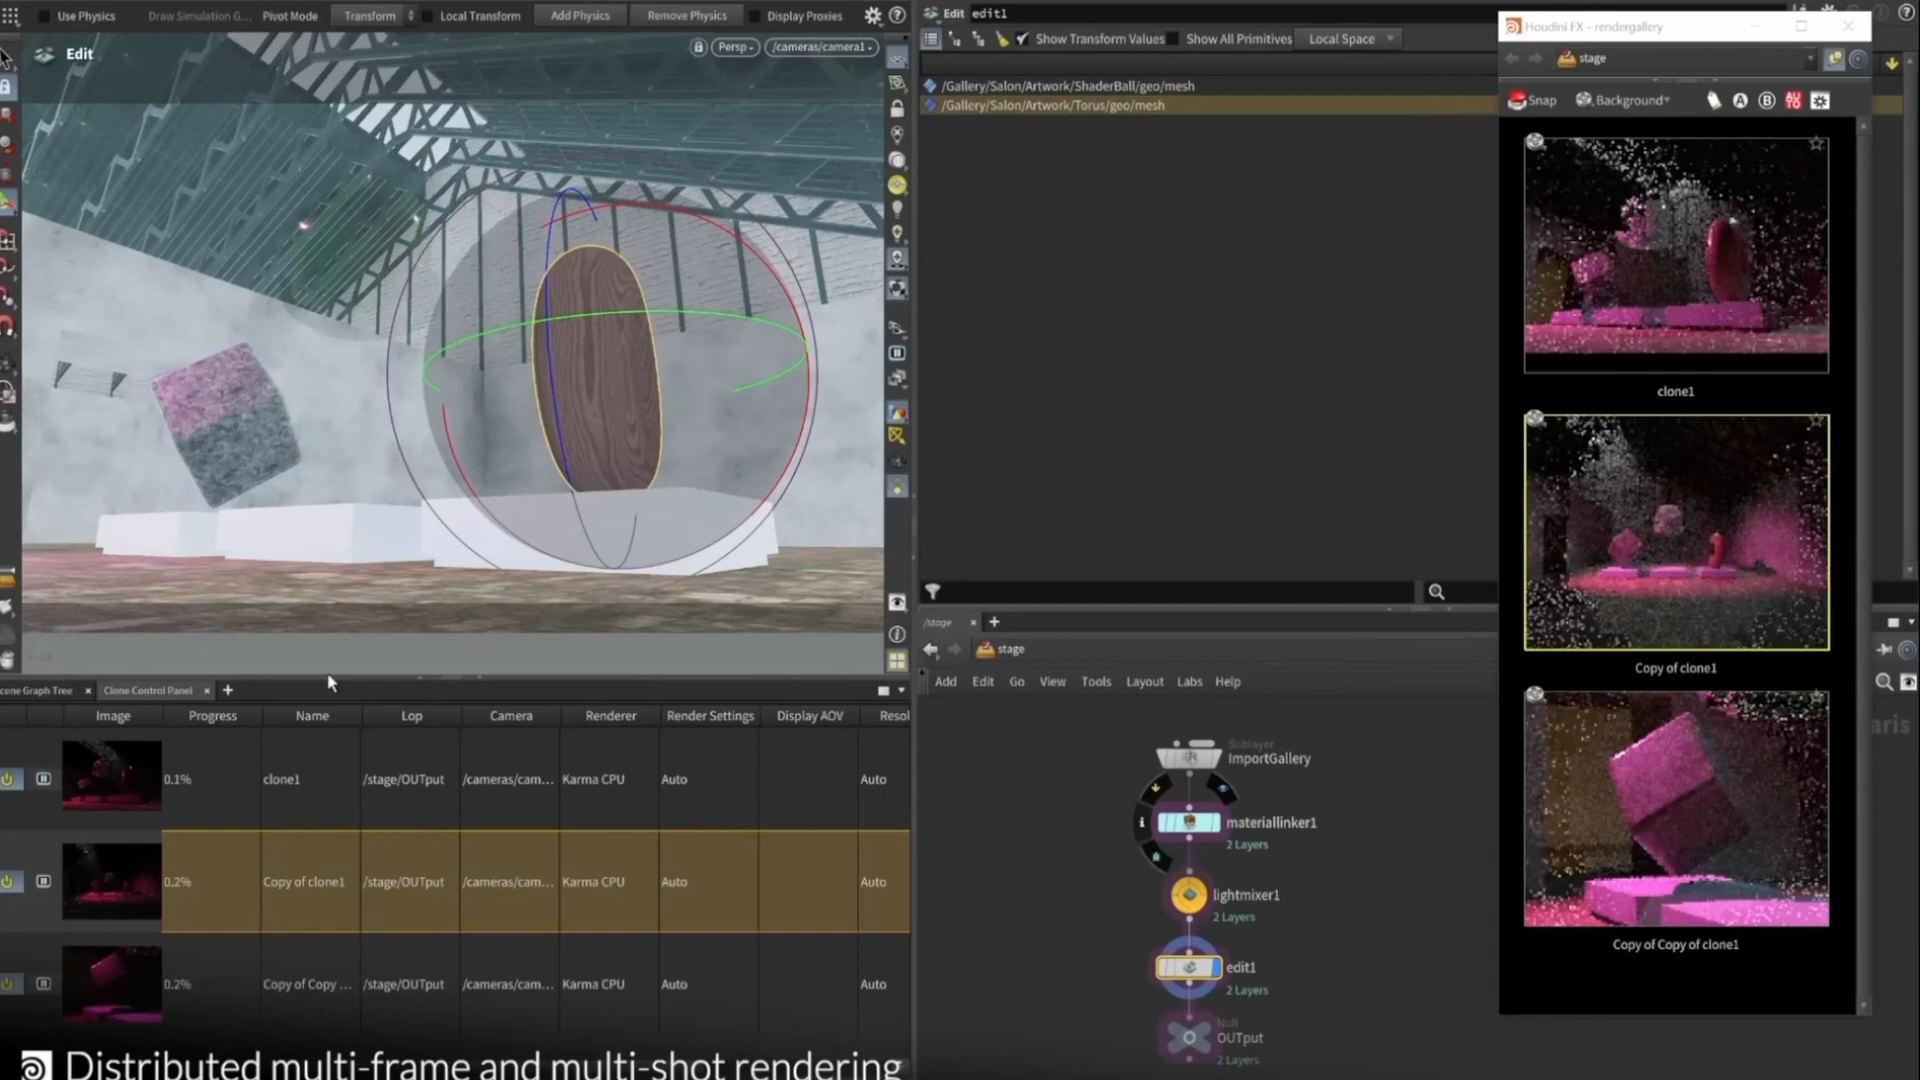 Use Physics
Draw Simulation G...
Pivot Mode
Transform
Local Transform
Add Physics
Remove Physics
Display Proxies
Edit
Persp
/cameras/camera1
Edit edit1
Show Transform Values
Show All Primitives
Local Space
/Gallery/Salon/Artwork/ShaderBall/geo/mesh
/Gallery/Salon/Artwork/Torus/geo/mesh
Houdini FX - rendergallery
stage
Snap
Background
A
B
AUTO
clone1
Copy of clone1
Copy of Copy of clone1
cene Graph Tree
Clone Control Panel
Image Progress Name Lop Camera Renderer Render Settings Display AOV Resol
0.1% clone1 /stage/OUTput /cameras/cam... Karma CPU Auto Auto
0.2% Copy of clone1 /stage/OUTput /cameras/cam... Karma CPU Auto Auto
0.2% Copy of Copy ... /stage/OUTput /cameras/cam... Karma CPU Auto Auto
/stage
stage
Add Edit Go View Tools Layout Labs Help
aris
Sublayer
ImportGallery
materiallinker1
2 Layers
lightmixer1
2 Layers
edit1
2 Layers
Null
OUTput
2 Layers
Distributed multi-frame and multi-shot rendering